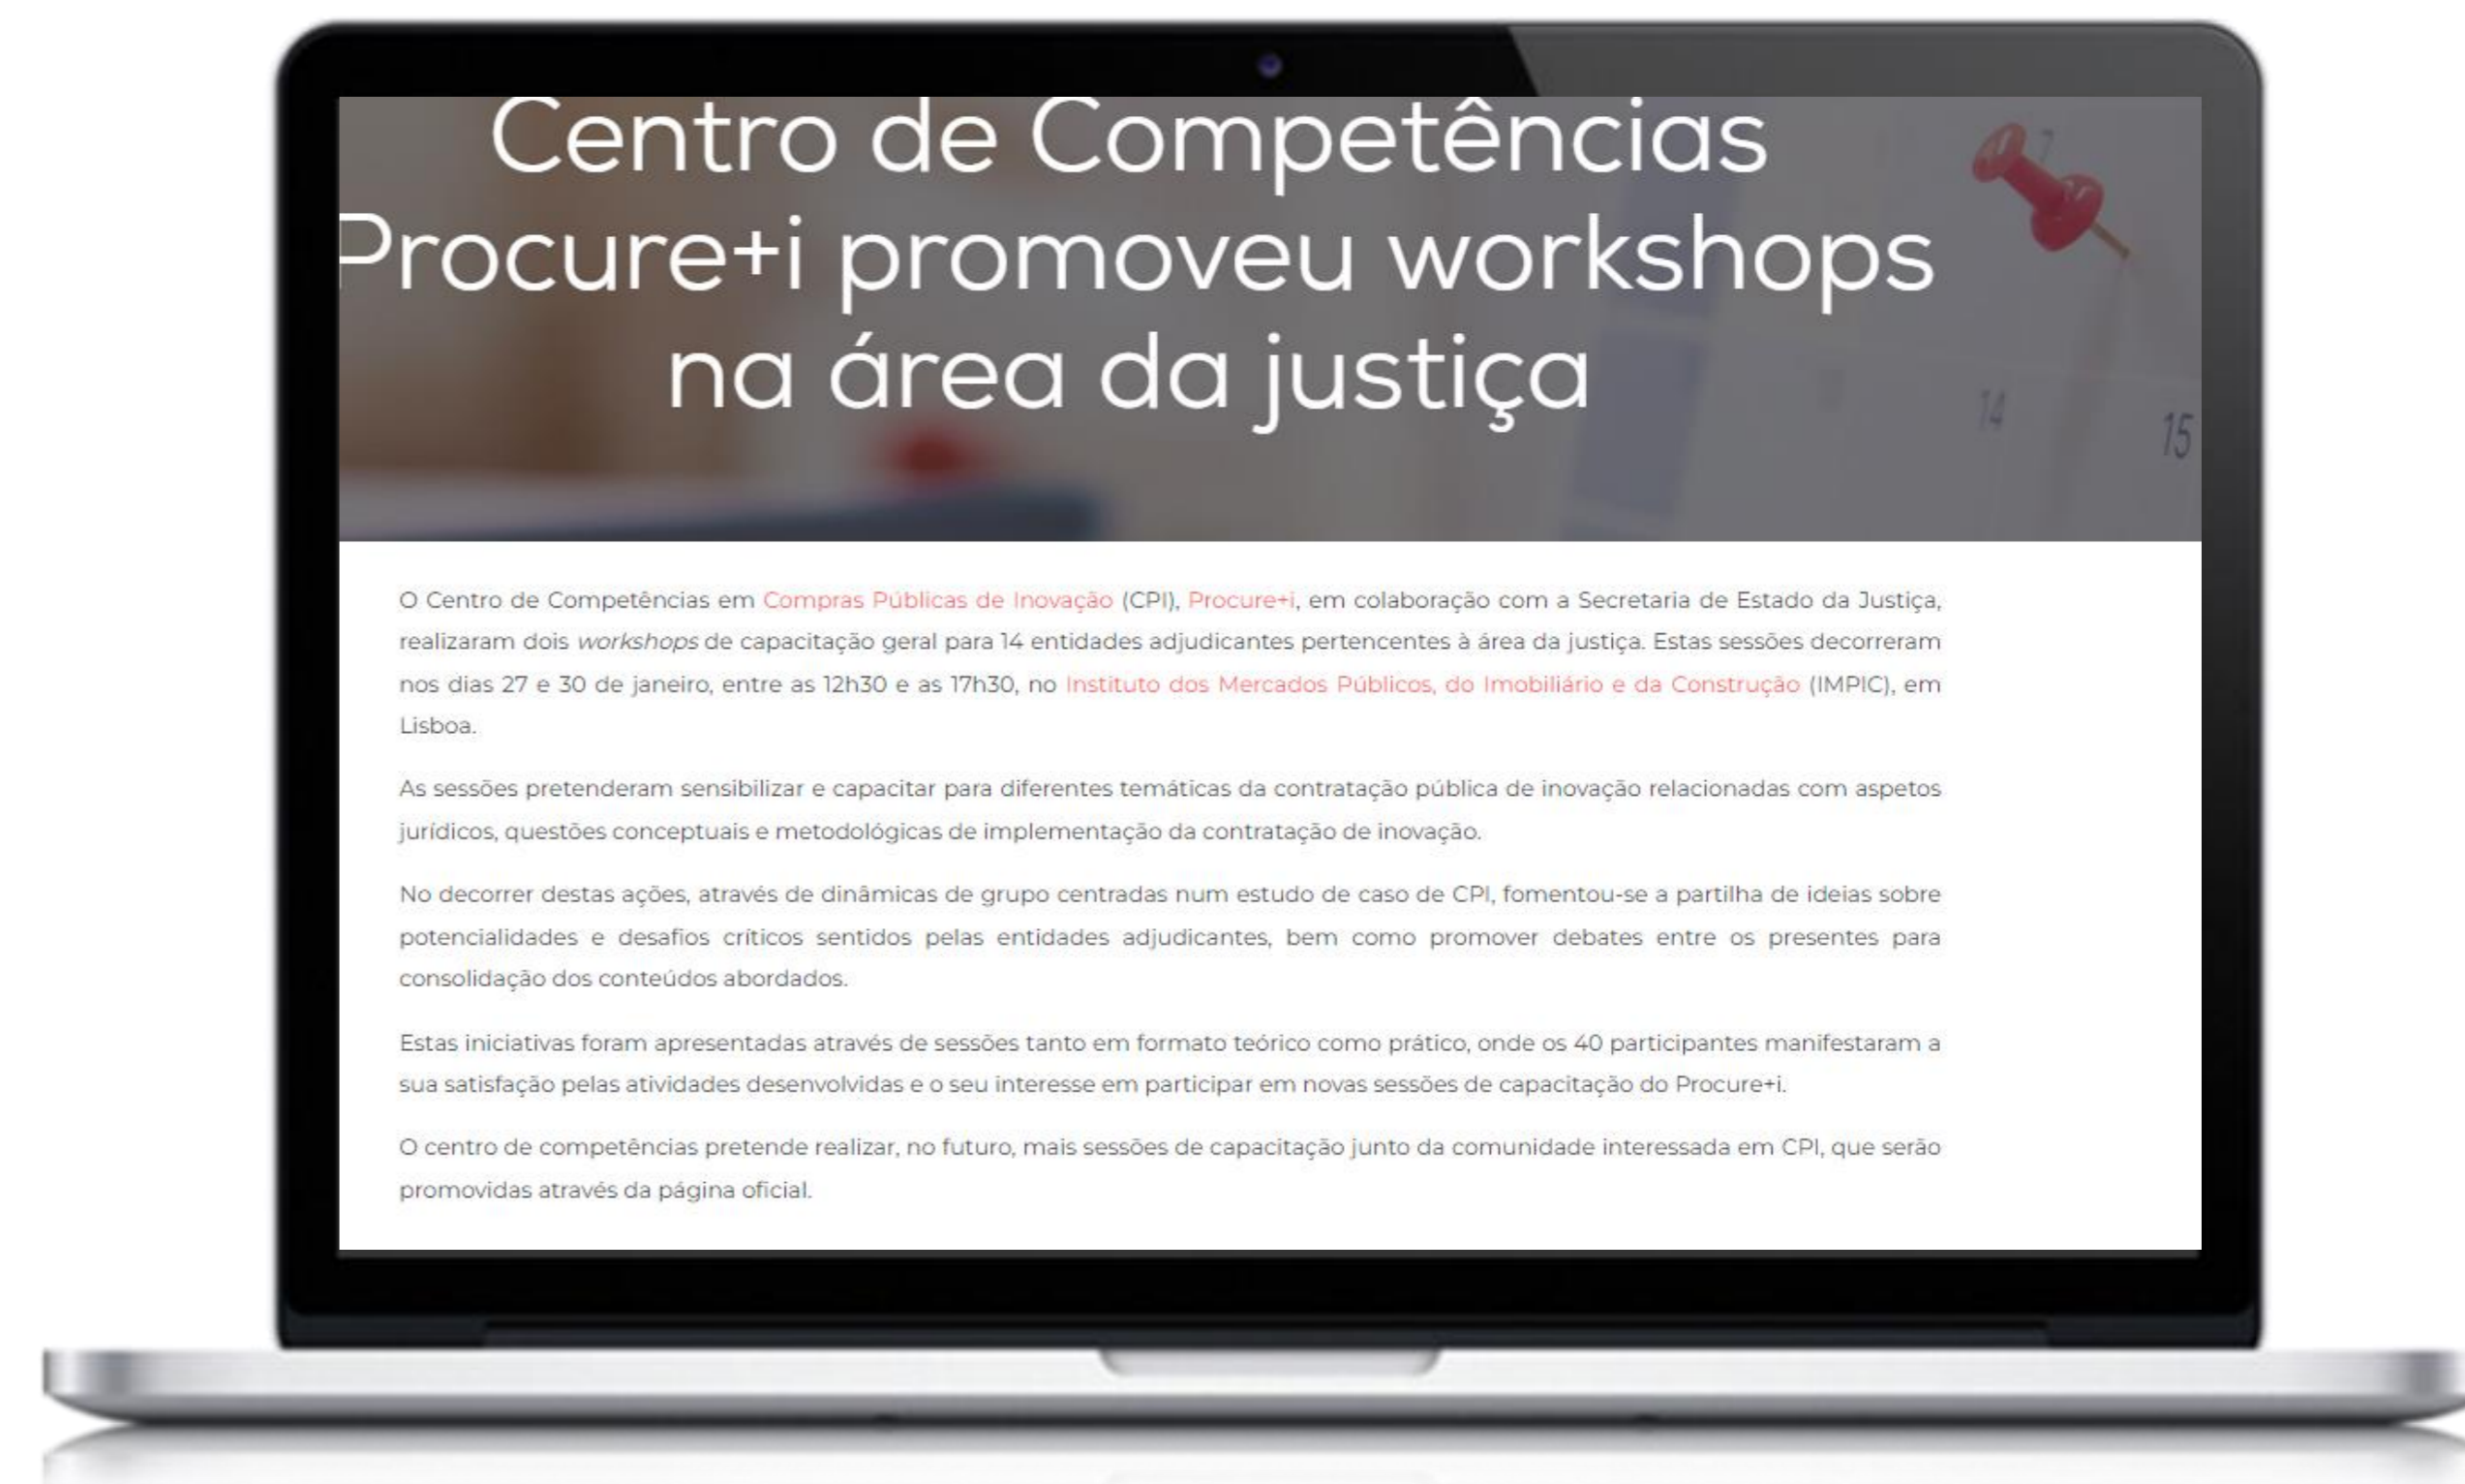 Centro de Competências
Procure+i promoveu workshops
na área da justiça
7
14
15
O Centro de Competências em Compras Públicas de Inovação (CPI), Procure+i, em colaboração com a Secretaria de Estado da Justiça,
realizaram dois workshops de capacitação geral para 14 entidades adjudicantes pertencentes à área da justiça. Estas sessões decorreram
nos dias 27 e 30 de janeiro, entre as 12h30 e as 17h30, no Instituto dos Mercados Públicos, do Imobiliário e da Construção (IMPIC), em
Lisboa.
As sessões pretenderam sensibilizar e capacitar para diferentes temáticas da contratação pública de inovação relacionadas com aspetos
jurídicos, questões conceptuais e metodológicas de implementação da contratação de inovação.
No decorrer destas ações, através de dinâmicas de grupo centradas num estudo de caso de CPI, fomentou-se a partilha de ideias sobre
potencialidades e desafios críticos sentidos pelas entidades adjudicantes, bem como promover debates entre os presentes para
consolidação dos conteúdos abordados.
Estas iniciativas foram apresentadas através de sessões tanto em formato teórico como prático, onde os 40 participantes manifestaram a
sua satisfação pelas atividades desenvolvidas e o seu interesse em participar em novas sessões de capacitação do Procure+i.
O centro de competências pretende realizar, no futuro, mais sessões de capacitação junto da comunidade interessada em CPI, que serão
promovidas através da página oficial.